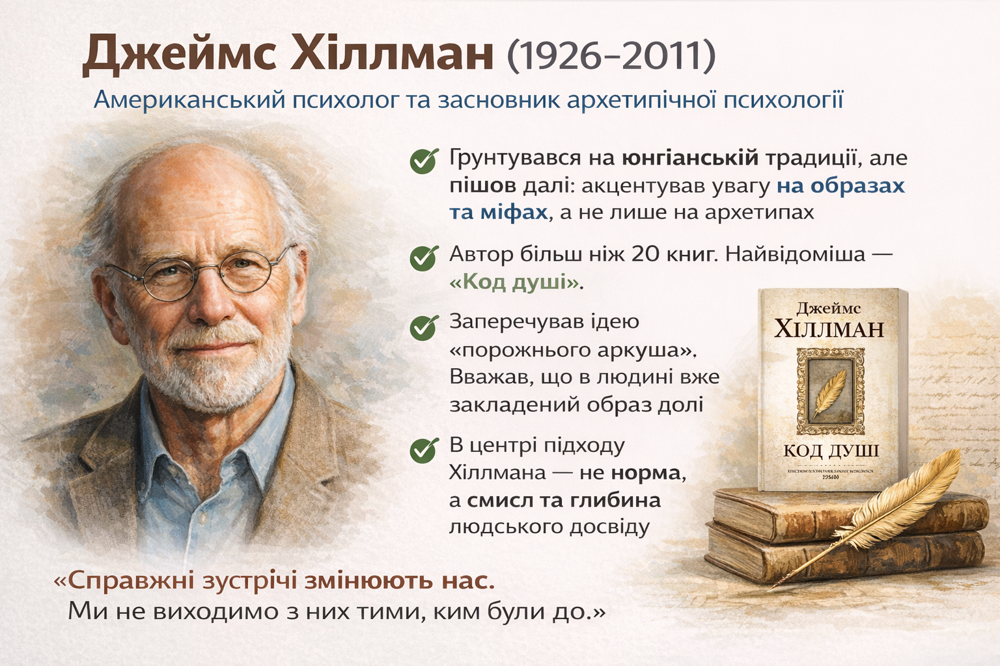 Джеймс Хіллман (1926–2011)
Американський психолог та засновник архетипічної психології
Ґрунтувався на юнгіанській традиції, але
пішов далі: акцентував увагу на образах
та міфах, а не лише на архетипах
Автор більш ніж 20 книг. Найвідоміша —
«Код душі».
Заперечував ідею
«порожнього аркуша».
Вважав, що в людині вже
закладений образ долі
В центрі підходу
Хіллмана — не норма,
а смисл та глибина
людського досвіду
Джеймс
ХІЛЛМАН
КОД ДУШІ
«Справжні зустрічі змінюють нас.
Ми не виходимо з них тими, ким були до.»